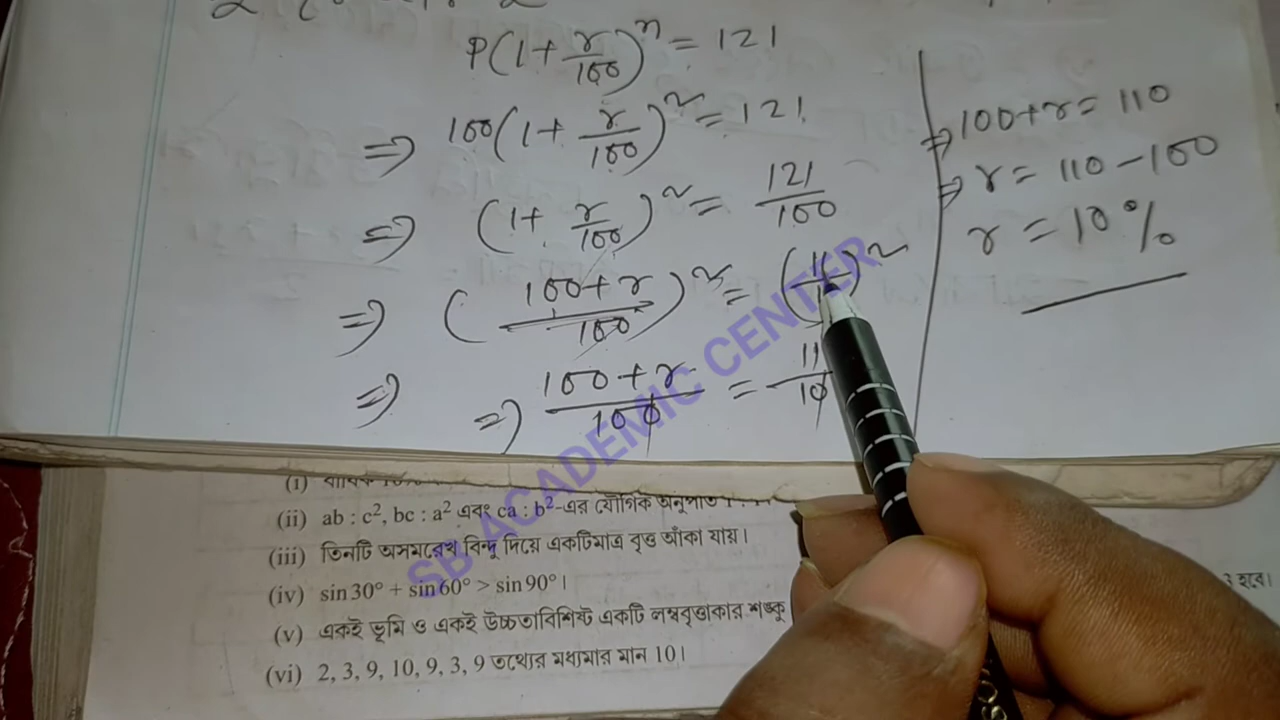 P(1 + r/100)^n = 121
⇒ 100(1 + r/100)^2 = 121
⇒ (1 + r/100)^2 = 121/100
⇒ (100 + r/100)^2 = (11/1)^2
⇒ ⇒ 100 + r/100 = 11/10
⇒ 100 + r = 110
⇒ r = 110 - 100
r = 10%
SB ACADEMIC CENTER
(i) বার্ষিক
(ii) ab : c², bc : a² এবং ca : b²-এর যৌগিক অনুপাত
(iii) তিনটি অসমরেখ বিন্দু দিয়ে একটিমাত্র বৃত্ত আঁকা যায়।
(iv) sin 30° + sin 60° > sin 90°।
(v) একই ভূমি ও একই উচ্চতাবিশিষ্ট একটি লম্ববৃত্তাকার শঙ্কু 3 হবে।
(vi) 2, 3, 9, 10, 9, 3, 9 তথ্যের মধ্যমার মান 10।